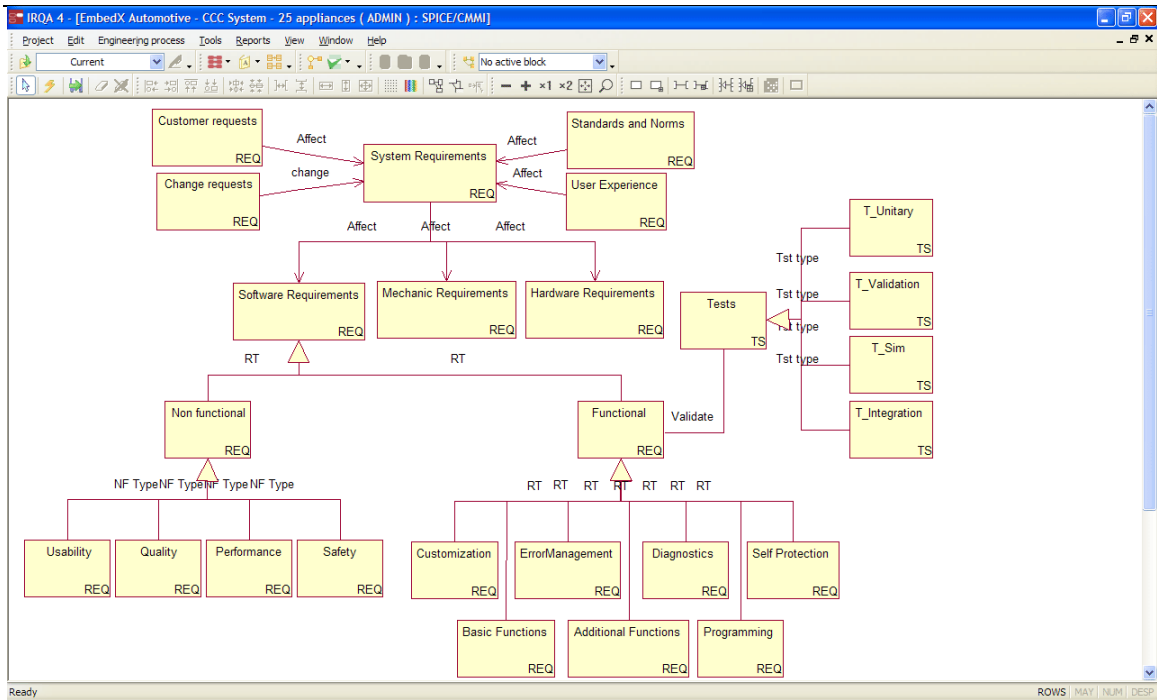 IRQA 4 - [EmbedX Automotive - CCC System - 25 appliances ( ADMIN ) : SPICE/CMMI]
Project Edit Engineering process Tools Reports View Window Help
Current No active block
×1 ×2
Customer requests
REQ
Affect
System Requirements
REQ
Affect
Standards and Norms
REQ
Change requests
REQ
change
Affect
User Experience
REQ
Affect Affect Affect
T_Unitary
TS
Tst type
Software Requirements
REQ
Mechanic Requirements
REQ
Hardware Requirements
REQ
Tests
TS
Tst type
T_Validation
TS
Tst type
T_Sim
TS
Tst type
RT RT
Non functional
REQ
Functional
REQ
Validate
T_Integration
TS
NF Type NF Type NF Type NF Type
RT RT RT RT RT RT RT
Usability
REQ
Quality
REQ
Performance
REQ
Safety
REQ
Customization
REQ
ErrorManagement
REQ
Diagnostics
REQ
Self Protection
REQ
Basic Functions
REQ
Additional Functions
REQ
Programming
REQ
Ready ROWS MAY NUM DESP